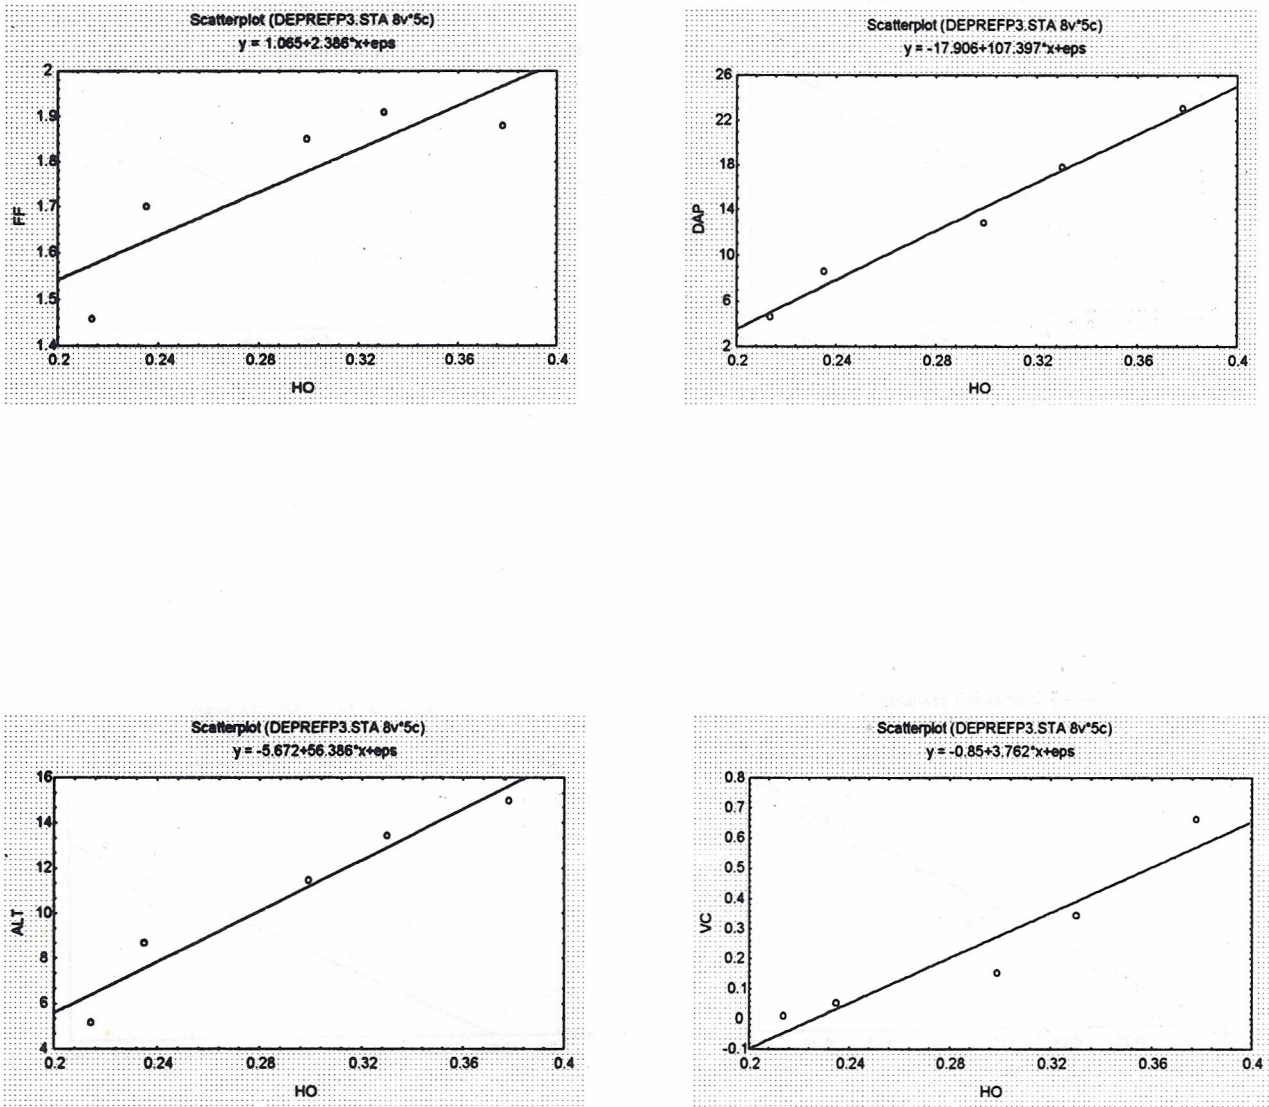 Scatterplot (DEPREFP3.STA 8v*5c)
y = 1.065+2.386*x+eps
2
1.9
1.8
1.7
1.6
1.5
1.4
FF
0.2 0.24 0.28 0.32 0.36 0.4
HO
Scatterplot (DEPREFP3.STA 8v*5c)
y = -17.906+107.397*x+eps
26
22
18
14
10
6
2
DAP
0.2 0.24 0.28 0.32 0.36 0.4
HO
Scatterplot (DEPREFP3.STA 8v*5c)
y = -5.672+56.386*x+eps
16
14
12
10
8
6
4
ALT
0.2 0.24 0.28 0.32 0.36 0.4
HO
Scatterplot (DEPREFP3.STA 8v*5c)
y = -0.85+3.762*x+eps
0.8
0.7
0.6
0.5
0.4
0.3
0.2
0.1
0
-0.1
VC
0.2 0.24 0.28 0.32 0.36 0.4
HO